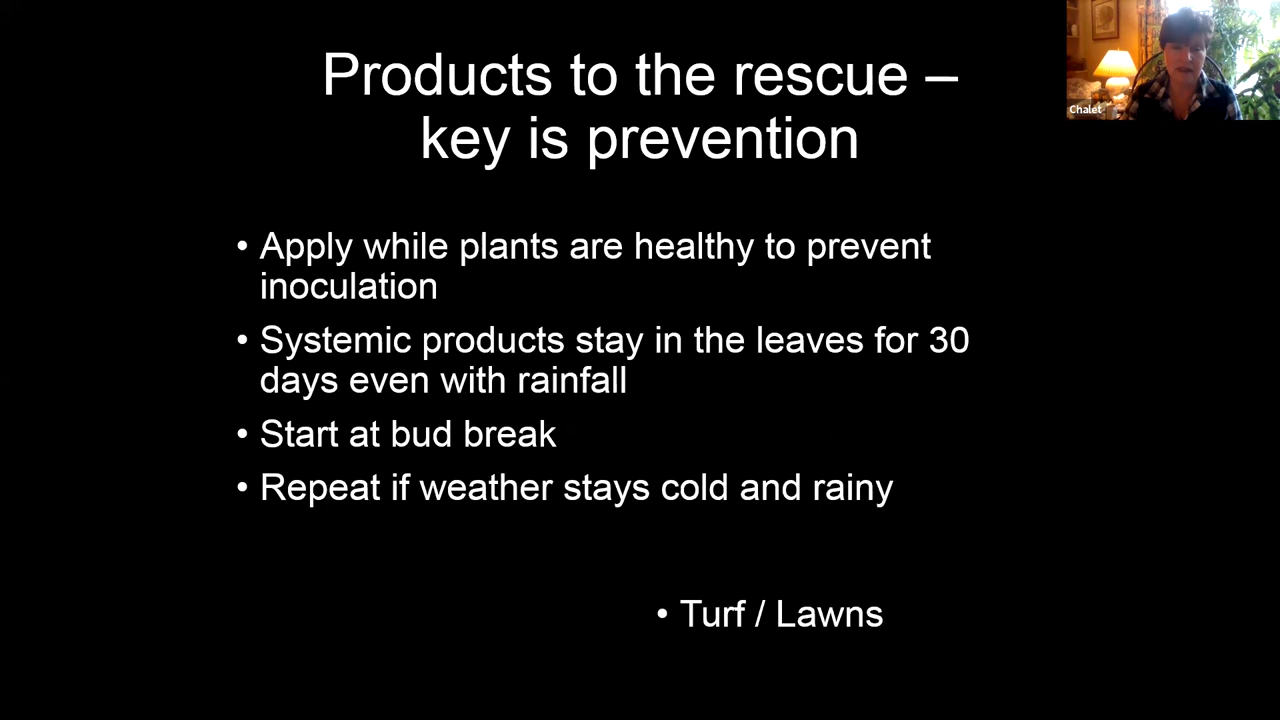 Products to the rescue –
key is prevention
• Apply while plants are healthy to prevent
inoculation
• Systemic products stay in the leaves for 30
days even with rainfall
• Start at bud break
• Repeat if weather stays cold and rainy
• Turf / Lawns
Chalet